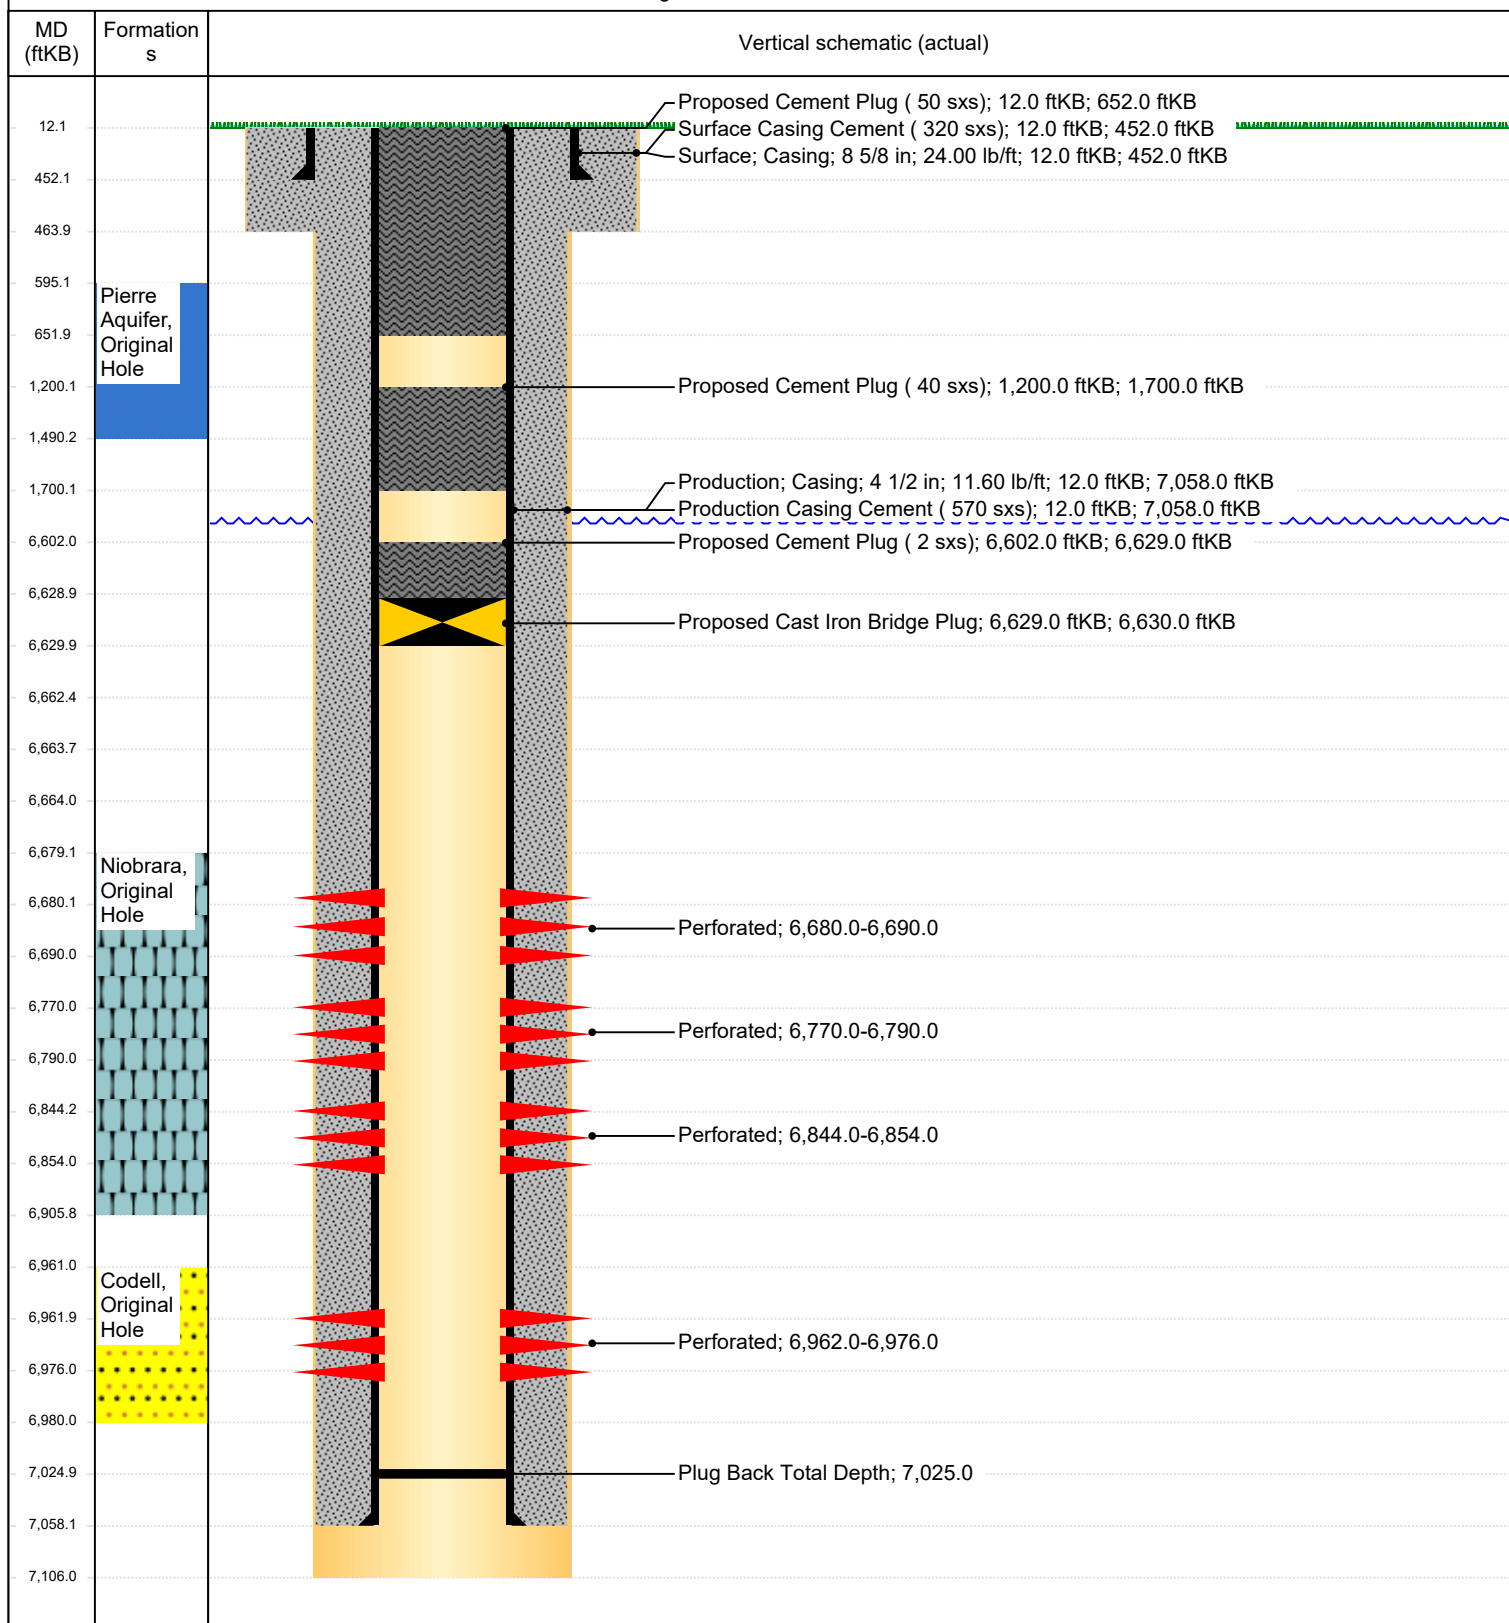 MD
(ftKB)
Formation
s
Vertical schematic (actual)
Proposed Cement Plug ( 50 sxs); 12.0 ftKB; 652.0 ftKB
12.1
Surface Casing Cement ( 320 sxs); 12.0 ftKB; 452.0 ftKB
Surface; Casing; 8 5/8 in; 24.00 lb/ft; 12.0 ftKB; 452.0 ftKB
452.1
463.9
595.1
Pierre
Aquifer,
Original
Hole
651.9
1,200.1
Proposed Cement Plug ( 40 sxs); 1,200.0 ftKB; 1,700.0 ftKB
1,490.2
Production; Casing; 4 1/2 in; 11.60 lb/ft; 12.0 ftKB; 7,058.0 ftKB
1,700.1
Production Casing Cement ( 570 sxs); 12.0 ftKB; 7,058.0 ftKB
6,602.0
Proposed Cement Plug ( 2 sxs); 6,602.0 ftKB; 6,629.0 ftKB
6,628.9
Proposed Cast Iron Bridge Plug; 6,629.0 ftKB; 6,630.0 ftKB
6,629.9
6,662.4
6,663.7
6,664.0
6,679.1
Niobrara,
Original
Hole
6,680.1
Perforated; 6,680.0-6,690.0
6,690.0
6,770.0
Perforated; 6,770.0-6,790.0
6,790.0
6,844.2
Perforated; 6,844.0-6,854.0
6,854.0
6,905.8
6,961.0
Codell,
Original
Hole
6,961.9
Perforated; 6,962.0-6,976.0
6,976.0
6,980.0
7,024.9
Plug Back Total Depth; 7,025.0
7,058.1
7,106.0